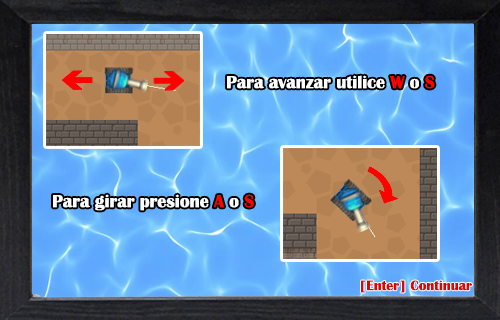 Para avanzar utilice W o S
Para girar presione A o S
[Enter] Continuar